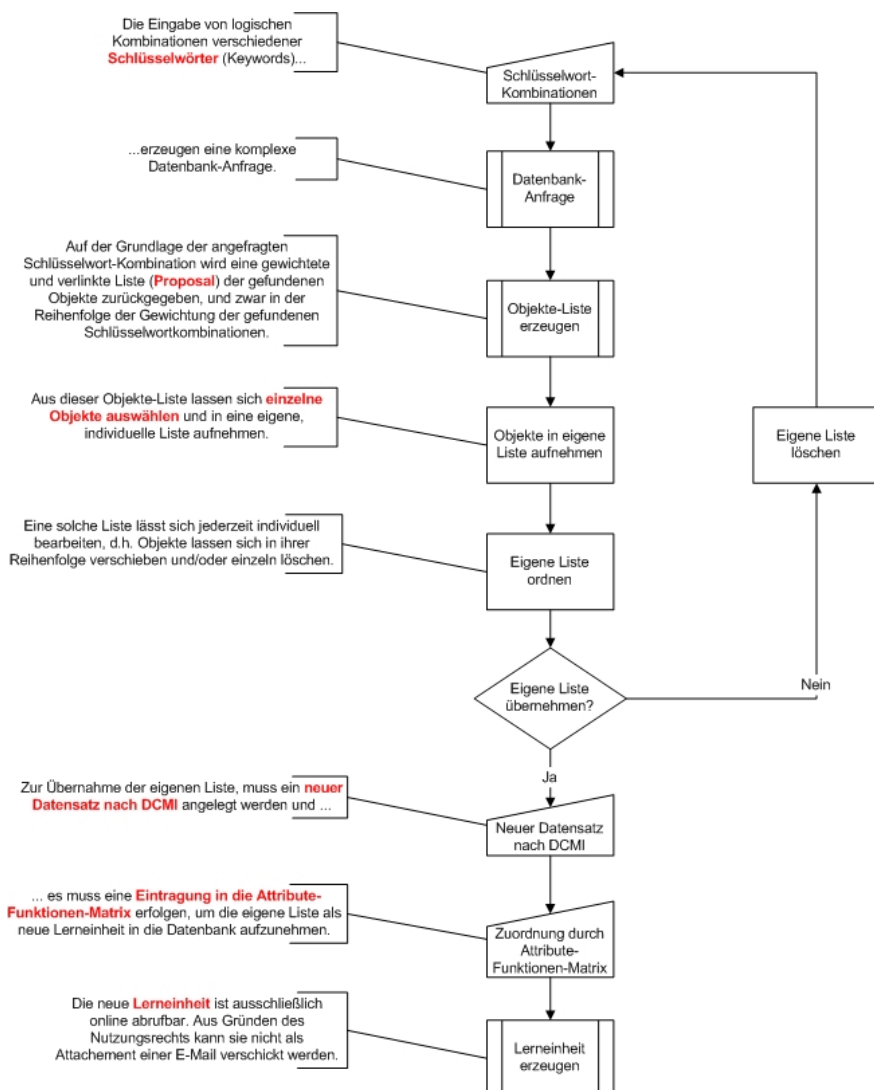 Die Eingabe von logischen
Kombinationen verschiedener
Schlüsselwörter (Keywords)...
Schlüsselwort-
Kombinationen
...erzeugen eine komplexe
Datenbank-Anfrage.
Datenbank-
Anfrage
Auf der Grundlage der angefragten
Schlüsselwort-Kombination wird eine gewichtete
und verlinkte Liste (Proposal) der gefundenen
Objekte zurückgegeben, und zwar in der
Reihenfolge der Gewichtung der gefundenen
Schlüsselwortkombinationen.
Objekte-Liste
erzeugen
Aus dieser Objekte-Liste lassen sich einzelne
Objekte auswählen und in eine eigene,
individuelle Liste aufnehmen.
Objekte in eigene
Liste aufnehmen
Eigene Liste
löschen
Eine solche Liste lässt sich jederzeit individuell
bearbeiten, d.h. Objekte lassen sich in ihrer
Reihenfolge verschieben und/oder einzeln löschen.
Eigene Liste
ordnen
Eigene Liste
übernehmen?
Nein
Ja
Zur Übernahme der eigenen Liste, muss ein neuer
Datensatz nach DCMI angelegt werden und ...
Neuer Datensatz
nach DCMI
... es muss eine Eintragung in die Attribute-
Funktionen-Matrix erfolgen, um die eigene Liste als
neue Lerneinheit in die Datenbank aufzunehmen.
Zuordnung durch
Attribute-
Funktionen-Matrix
Die neue Lerneinheit ist ausschließlich
online abrufbar. Aus Gründen des
Nutzungsrechts kann sie nicht als
Attachement einer E-Mail verschickt werden.
Lerneinheit
erzeugen